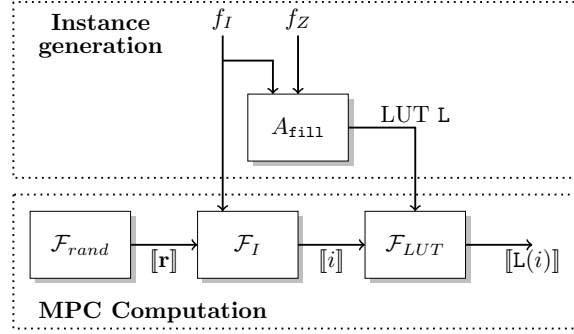 Instance generation
f_I
f_Z
A_fill
LUT L
F_rand
⟦r⟧
F_I
⟦i⟧
F_LUT
⟦L(i)⟧
MPC Computation